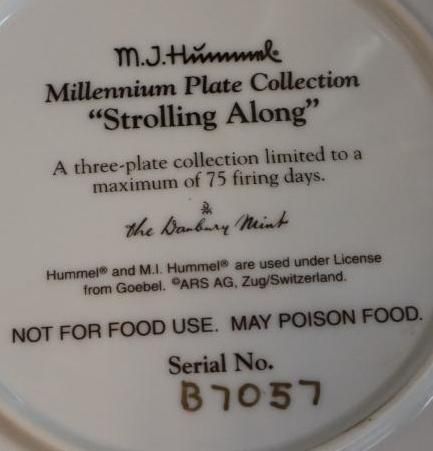 M.I.Hummel
Millennium Plate Collection
“Strolling Along”
A three-plate collection limited to a
maximum of 75 firing days.
the Danbury Mint
Hummel® and M.I. Hummel® are used under License
from Goebel. ©ARS AG, Zug/Switzerland.
NOT FOR FOOD USE. MAY POISON FOOD.
Serial No.
B7057